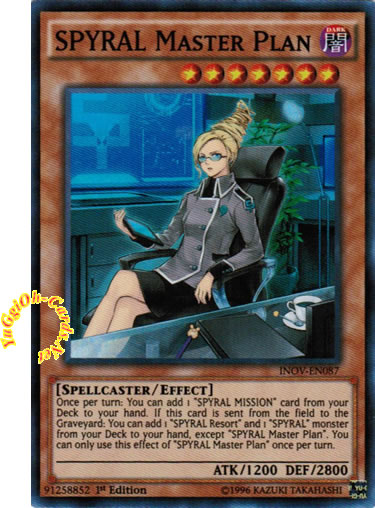 SPYRAL MASTER PLAN
DARK
闇
YuGiOh-Cards.Net
INOV-EN087
[SPELLCASTER/EFFECT]
Once per turn: You can add 1 "SPYRAL MISSION" card from your
Deck to your hand. If this card is sent from the field to the
Graveyard: You can add 1 "SPYRAL Resort" and 1 "SPYRAL"
monster from your Deck to your hand, except "SPYRAL Master Plan". You
can only use this effect of "SPYRAL Master Plan" once per turn.
ATK/1200 DEF/2800
91258852 1st Edition ©1996 KAZUKI TAKAHASHI